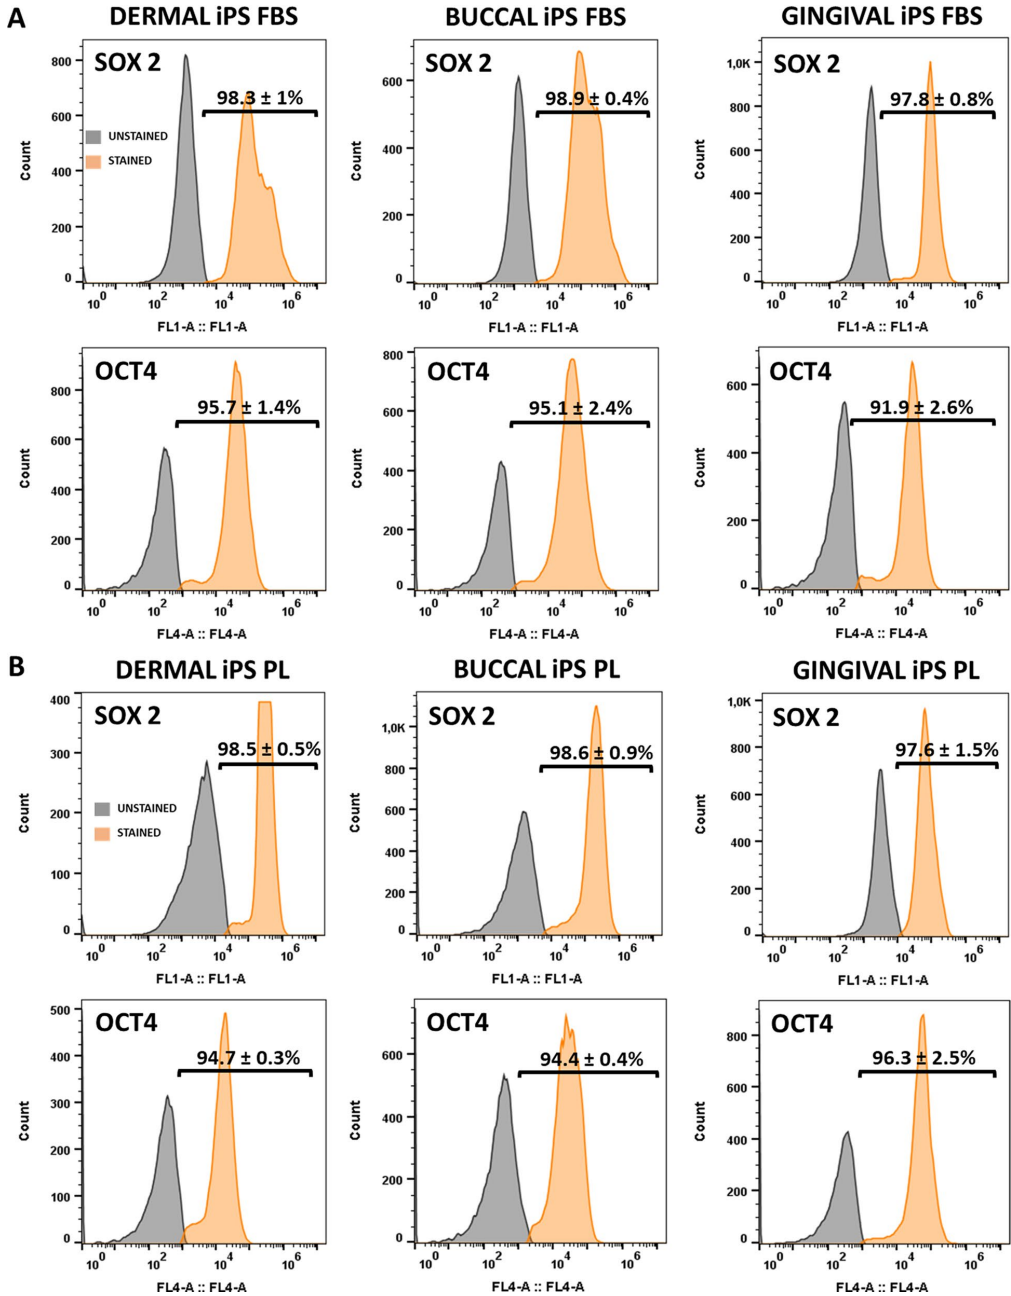 A
DERMAL iPS FBS
BUCCAL iPS FBS
GINGIVAL iPS FBS
SOX 2
98.3 ± 1%
UNSTAINED
STAINED
Count
800
600
400
200
0
10^0 10^2 10^4 10^6
FL1-A :: FL1-A
SOX 2
98.9 ± 0.4%
Count
600
400
200
0
10^0 10^2 10^4 10^6
FL1-A :: FL1-A
SOX 2
97.8 ± 0.8%
Count
1,0K
800
600
400
200
0
10^0 10^2 10^4 10^6
FL1-A :: FL1-A
OCT4
95.7 ± 1.4%
Count
800
600
400
200
0
10^0 10^2 10^4 10^6
FL4-A :: FL4-A
OCT4
95.1 ± 2.4%
Count
800
600
400
200
0
10^0 10^2 10^4 10^6
FL4-A :: FL4-A
OCT4
91.9 ± 2.6%
Count
600
400
200
0
10^0 10^2 10^4 10^6
FL4-A :: FL4-A
B
DERMAL iPS PL
BUCCAL iPS PL
GINGIVAL iPS PL
SOX 2
98.5 ± 0.5%
UNSTAINED
STAINED
Count
400
300
200
100
0
10^0 10^2 10^4 10^6
FL1-A :: FL1-A
SOX 2
98.6 ± 0.9%
Count
1,0K
800
600
400
200
0
10^0 10^2 10^4 10^6
FL1-A :: FL1-A
SOX 2
97.6 ± 1.5%
Count
1,0K
800
600
400
200
0
10^0 10^2 10^4 10^6
FL1-A :: FL1-A
OCT4
94.7 ± 0.3%
Count
500
400
300
200
100
0
10^0 10^2 10^4 10^6
FL4-A :: FL4-A
OCT4
94.4 ± 0.4%
Count
600
400
200
0
10^0 10^2 10^4 10^6
FL4-A :: FL4-A
OCT4
96.3 ± 2.5%
Count
800
600
400
200
0
10^0 10^2 10^4 10^6
FL4-A :: FL4-A